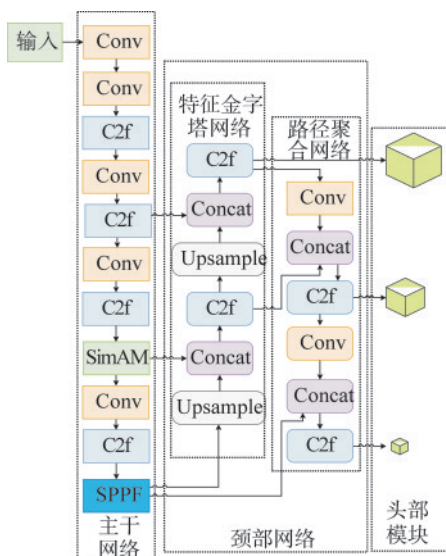 输入
Conv
Conv
C2f
Conv
C2f
Conv
C2f
SimAM
Conv
C2f
SPPF
主干
网络
特征金字
塔网络
C2f
Concat
Upsample
C2f
Concat
Upsample
路径聚
合网络
Conv
Concat
C2f
Conv
Concat
C2f
颈部网络
头部
模块